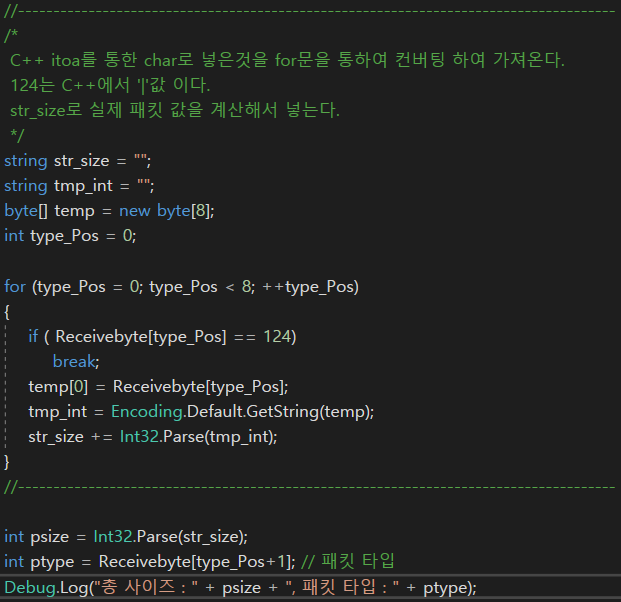 //--------------------------------------------------------------------------------
/*
C++ itoa를 통한 char로 넣은것을 for문을 통하여 컨버팅 하여 가져온다.
124는 C++에서 '|'값 이다.
str_size로 실제 패킷 값을 계산해서 넣는다.
*/
string str_size = "";
string tmp_int = "";
byte[] temp = new byte[8];
int type_Pos = 0;
for (type_Pos = 0; type_Pos < 8; ++type_Pos)
{
if ( Receivebyte[type_Pos] == 124)
break;
temp[0] = Receivebyte[type_Pos];
tmp_int = Encoding.Default.GetString(temp);
str_size += Int32.Parse(tmp_int);
}
//--------------------------------------------------------------------------------
int psize = Int32.Parse(str_size);
int ptype = Receivebyte[type_Pos+1]; // 패킷 타입
Debug.Log("총 사이즈 : " + psize + ", 패킷 타입 : " + ptype);